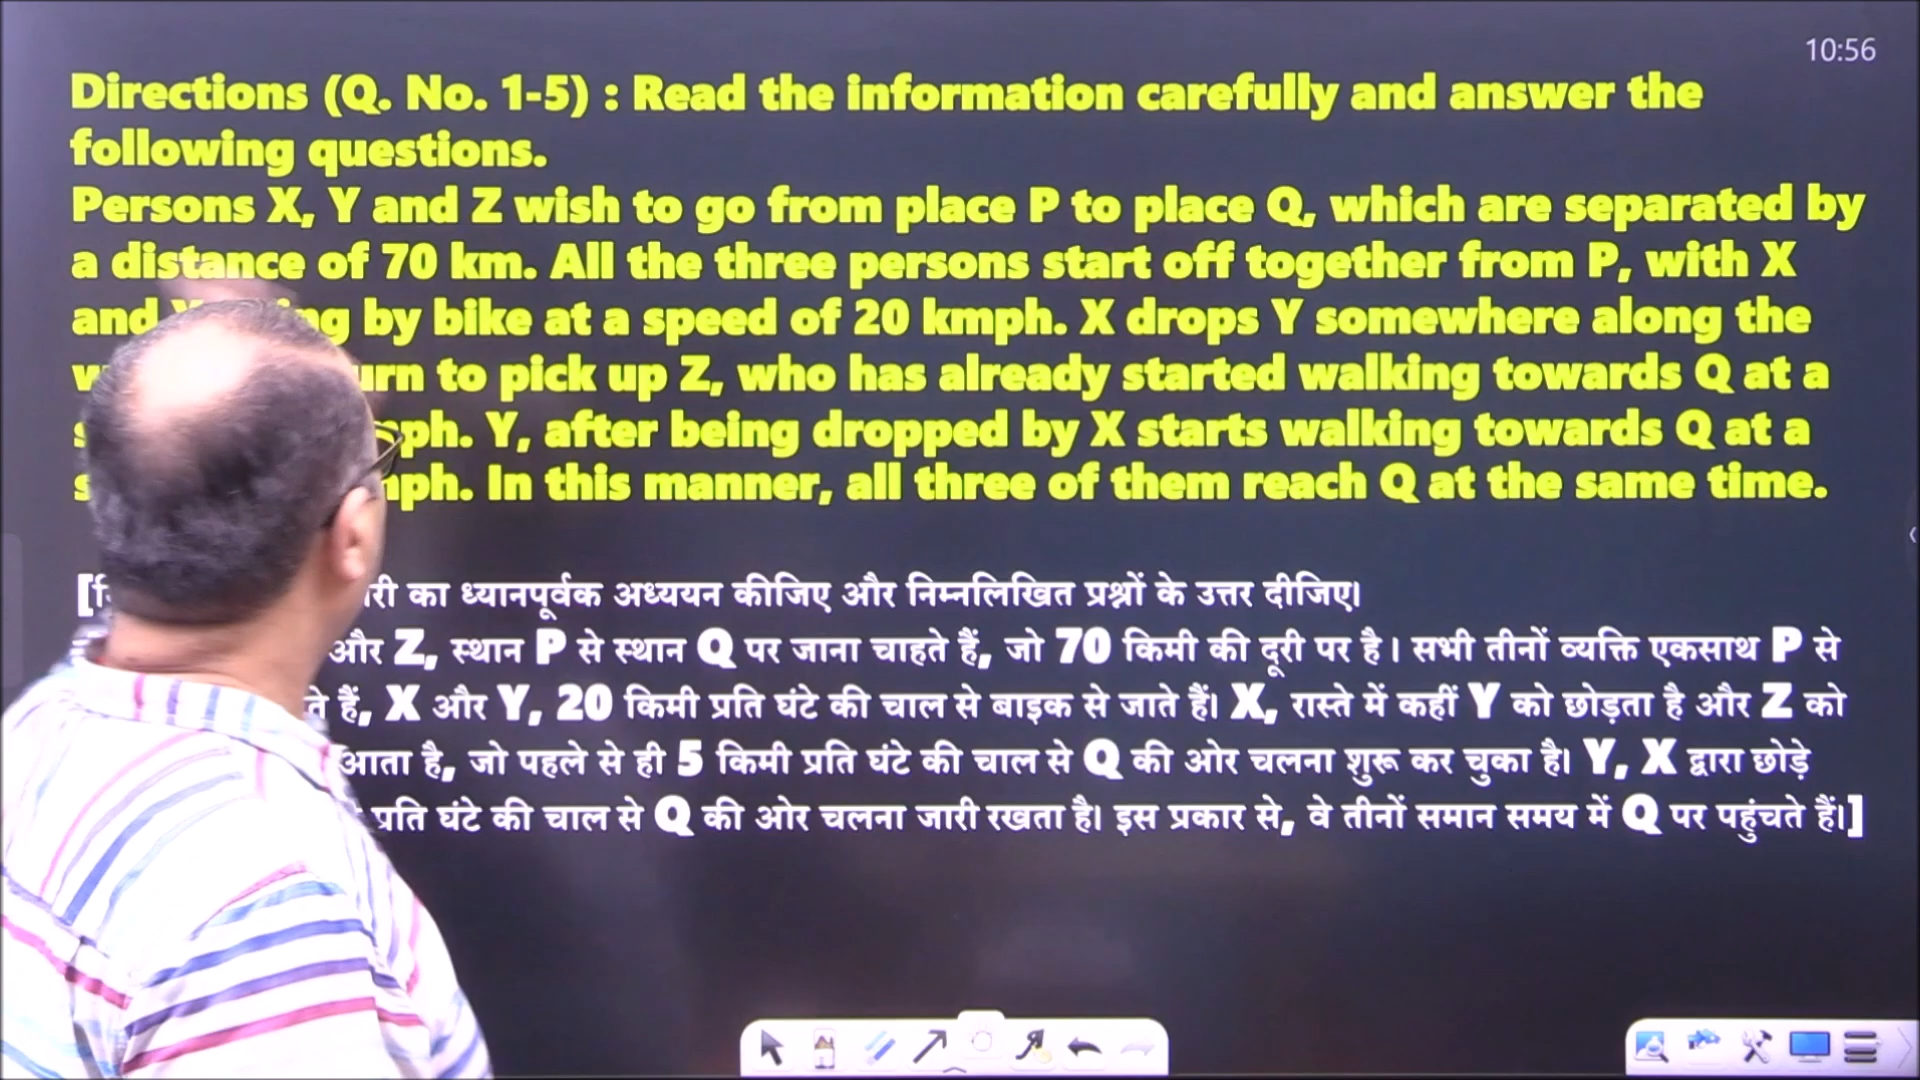 10:56
Directions (Q. No. 1-5) : Read the information carefully and answer the
following questions.
Persons X, Y and Z wish to go from place P to place Q, which are separated by
a distance of 70 km. All the three persons start off together from P, with X
and by bike at a speed of 20 kmph. X drops Y somewhere along the
to pick up Z, who has already started walking towards Q at a
Y, after being dropped by X starts walking towards Q at a
In this manner, all three of them reach Q at the same time.
का ध्यानपूर्वक अध्ययन कीजिए और निम्नलिखित प्रश्नों के उत्तर दीजिए।
और Z, स्थान P से स्थान Q पर जाना चाहते हैं, जो 70 किमी की दूरी पर है। सभी तीनों व्यक्ति एकसाथ P से
हैं, X और Y, 20 किमी प्रति घंटे की चाल से बाइक से जाते हैं। X, रास्ते में कहीं Y को छोड़ता है और Z को
आता है, जो पहले से ही 5 किमी प्रति घंटे की चाल से Q की ओर चलना शुरू कर चुका है। Y, X द्वारा छोड़े
प्रति घंटे की चाल से Q की ओर चलना जारी रखता है। इस प्रकार से, वे तीनों समान समय में Q पर पहुंचते हैं।]